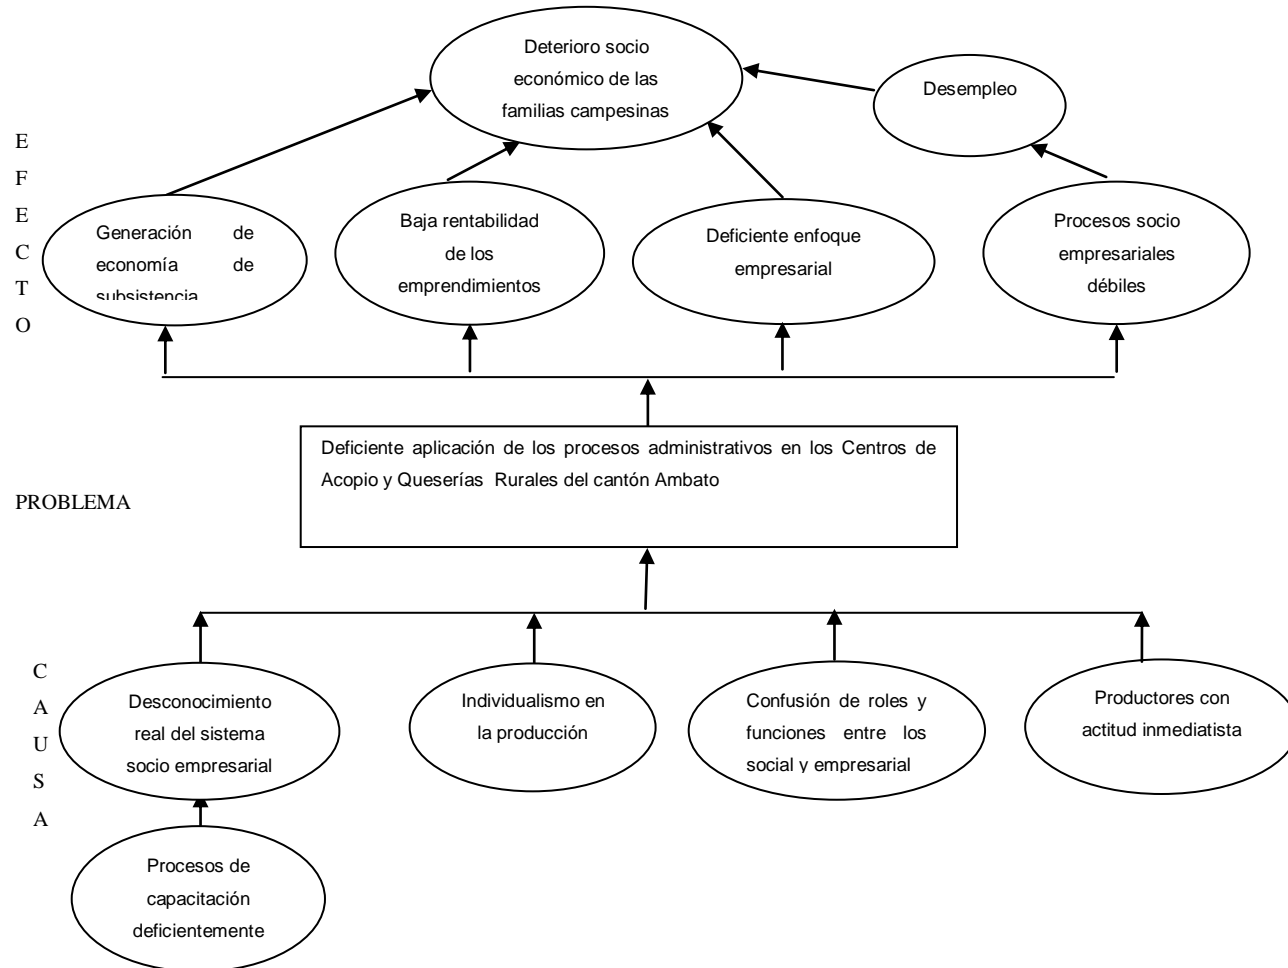 Deterioro socio
económico de las
familias campesinas
Desempleo
E
F
E
C
T
O
Generación de
economía de
subsistencia
Baja rentabilidad
de los
emprendimientos
Deficiente enfoque
empresarial
Procesos socio
empresariales
débiles
PROBLEMA
Deficiente aplicación de los procesos administrativos en los Centros de
Acopio y Queserías Rurales del cantón Ambato
C
A
U
S
A
Desconocimiento
real del sistema
socio empresarial
Individualismo en
la producción
Confusión de roles y
funciones entre los
social y empresarial
Productores con
actitud inmediatista
Procesos de
capacitación
deficientemente